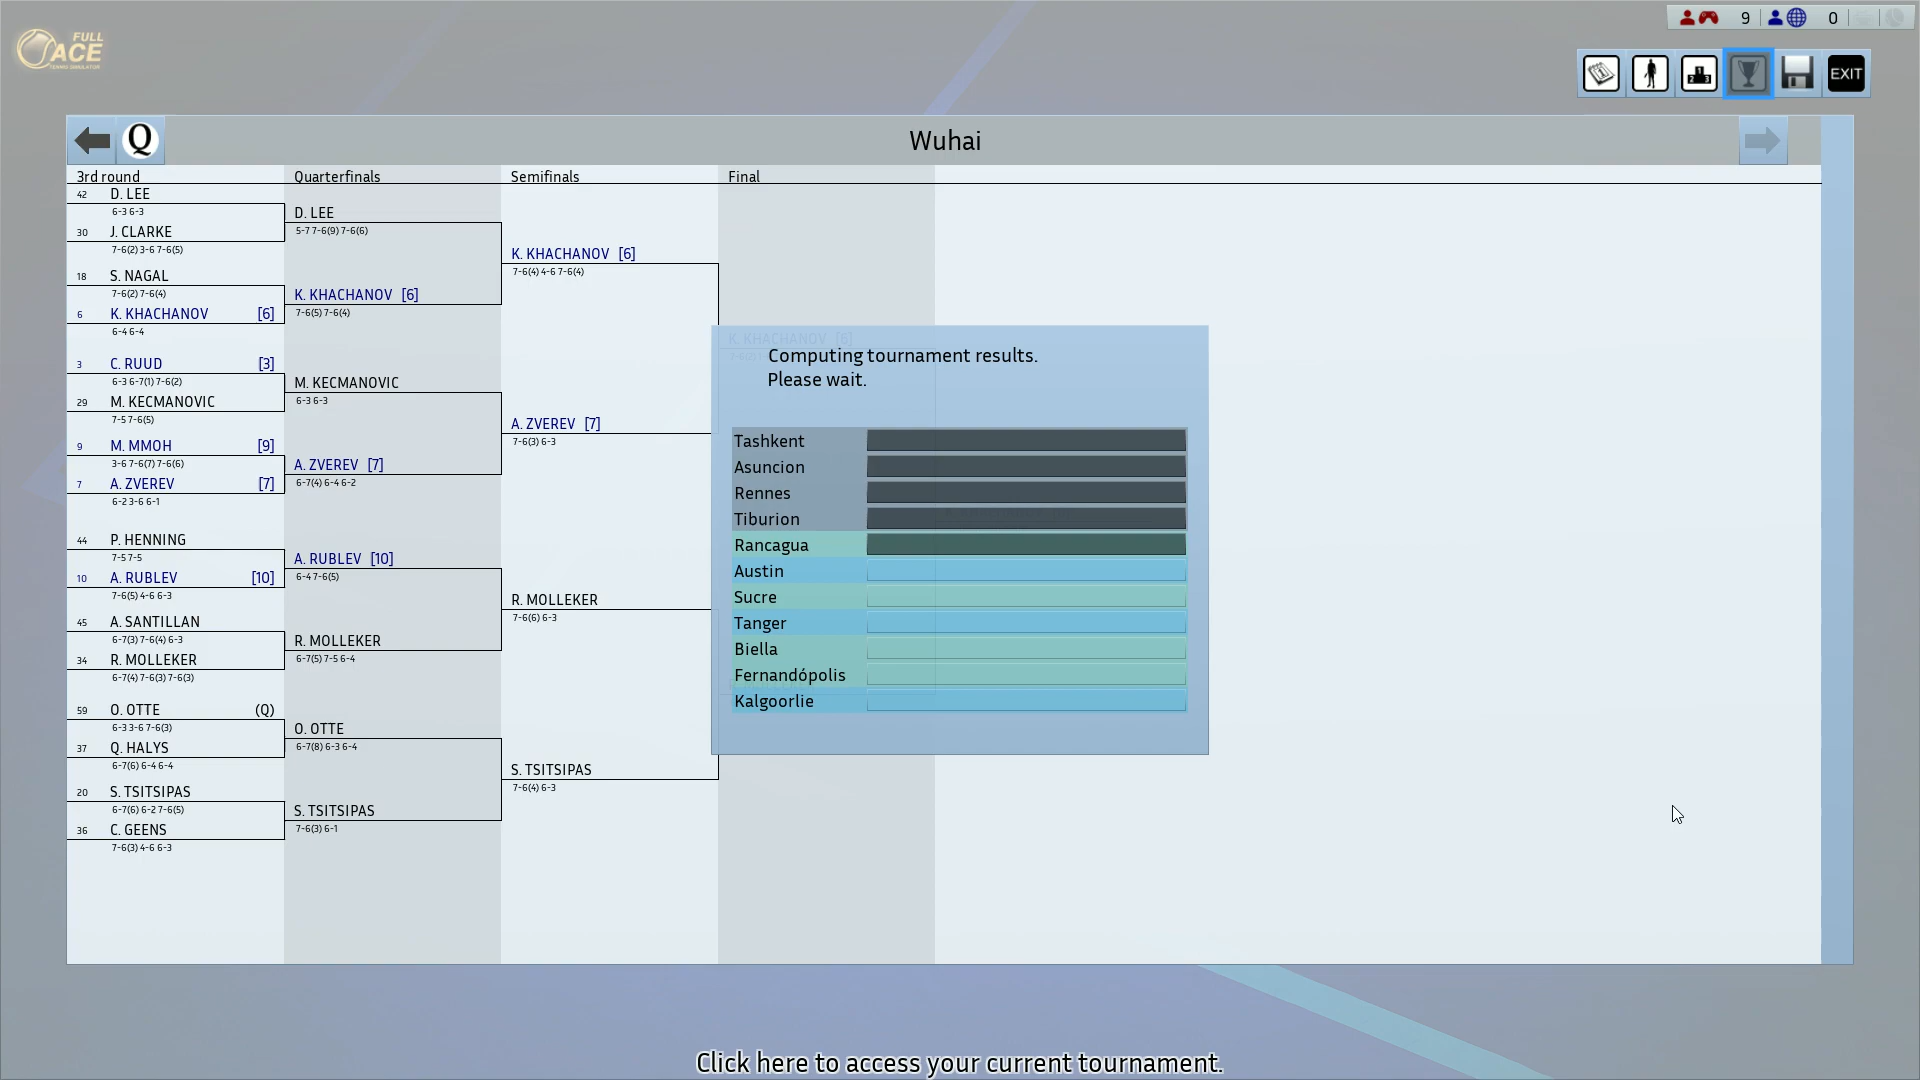 FULL
ACE
TENNIS SIMULATOR
9
0
EXIT
Q
Wuhai
3rd round
Quarterfinals
Semifinals
Final
42 D. LEE
6-3 6-3
30 J. CLARKE
7-6(2) 3-6 7-6(5)
18 S. NAGAL
7-6(2) 7-6(4)
6 K. KHACHANOV [6]
6-4 6-4
3 C. RUUD [3]
6-3 6-7(1) 7-6(2)
29 M. KECMANOVIC
7-5 7-6(5)
9 M. MMOH [9]
3-6 7-6(7) 7-6(6)
7 A. ZVEREV [7]
6-2 3-6 6-1
44 P. HENNING
7-5 7-5
10 A. RUBLEV [10]
7-6(5) 4-6 6-3
45 A. SANTILLAN
6-7(3) 7-6(4) 6-3
34 R. MOLLEKER
6-7(4) 7-6(3) 7-6(3)
59 O. OTTE (Q)
6-3 3-6 7-6(3)
37 Q. HALYS
6-7(6) 6-4 6-4
20 S. TSITSIPAS
6-7(6) 6-2 7-6(5)
36 C. GEENS
7-6(3) 4-6 6-3
D. LEE
5-7 7-6(9) 7-6(6)
K. KHACHANOV [6]
7-6(5) 7-6(4)
M. KECMANOVIC
6-3 6-3
A. ZVEREV [7]
6-7(4) 6-4 6-2
A. RUBLEV [10]
6-4 7-6(5)
R. MOLLEKER
6-7(5) 7-5 6-4
O. OTTE
6-7(8) 6-3 6-4
S. TSITSIPAS
7-6(3) 6-1
K. KHACHANOV [6]
7-6(4) 4-6 7-6(4)
A. ZVEREV [7]
7-6(3) 6-3
R. MOLLEKER
7-6(6) 6-3
S. TSITSIPAS
7-6(4) 6-3
K. KHACHANOV [6]
Computing tournament results.
Please wait.
Tashkent
Asuncion
Rennes
Tiburion
Rancagua
Austin
Sucre
Tanger
Biella
Fernandópolis
Kalgoorlie
Click here to access your current tournament.